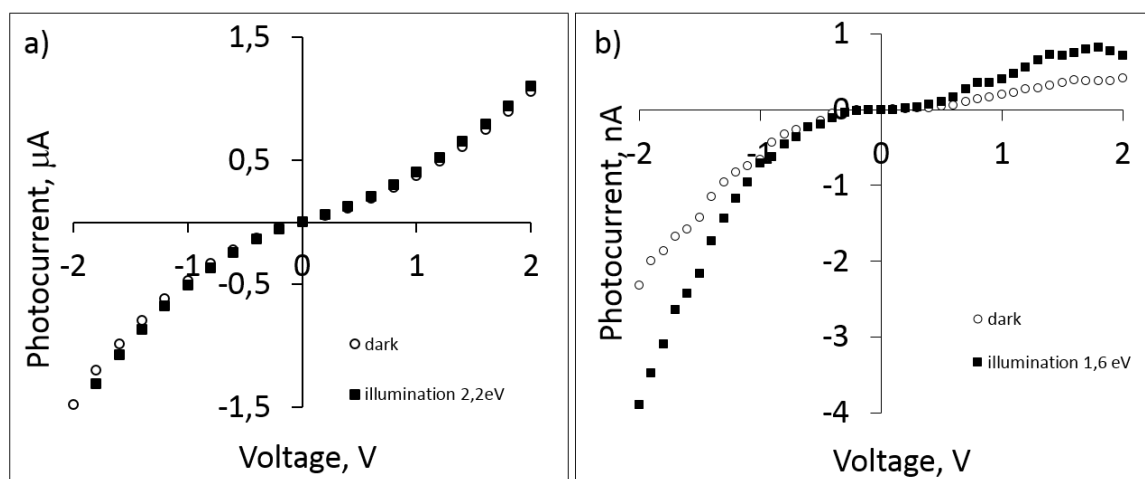 a)
Photocurrent, μA
1,5
0,5
-2
-1
0
1
2
-0,5
-1,5
dark
illumination 2,2eV
Voltage, V
b)
Photocurrent, nA
1
0
-2
-1
0
1
2
-1
-2
-3
-4
dark
illumination 1,6 eV
Voltage, V